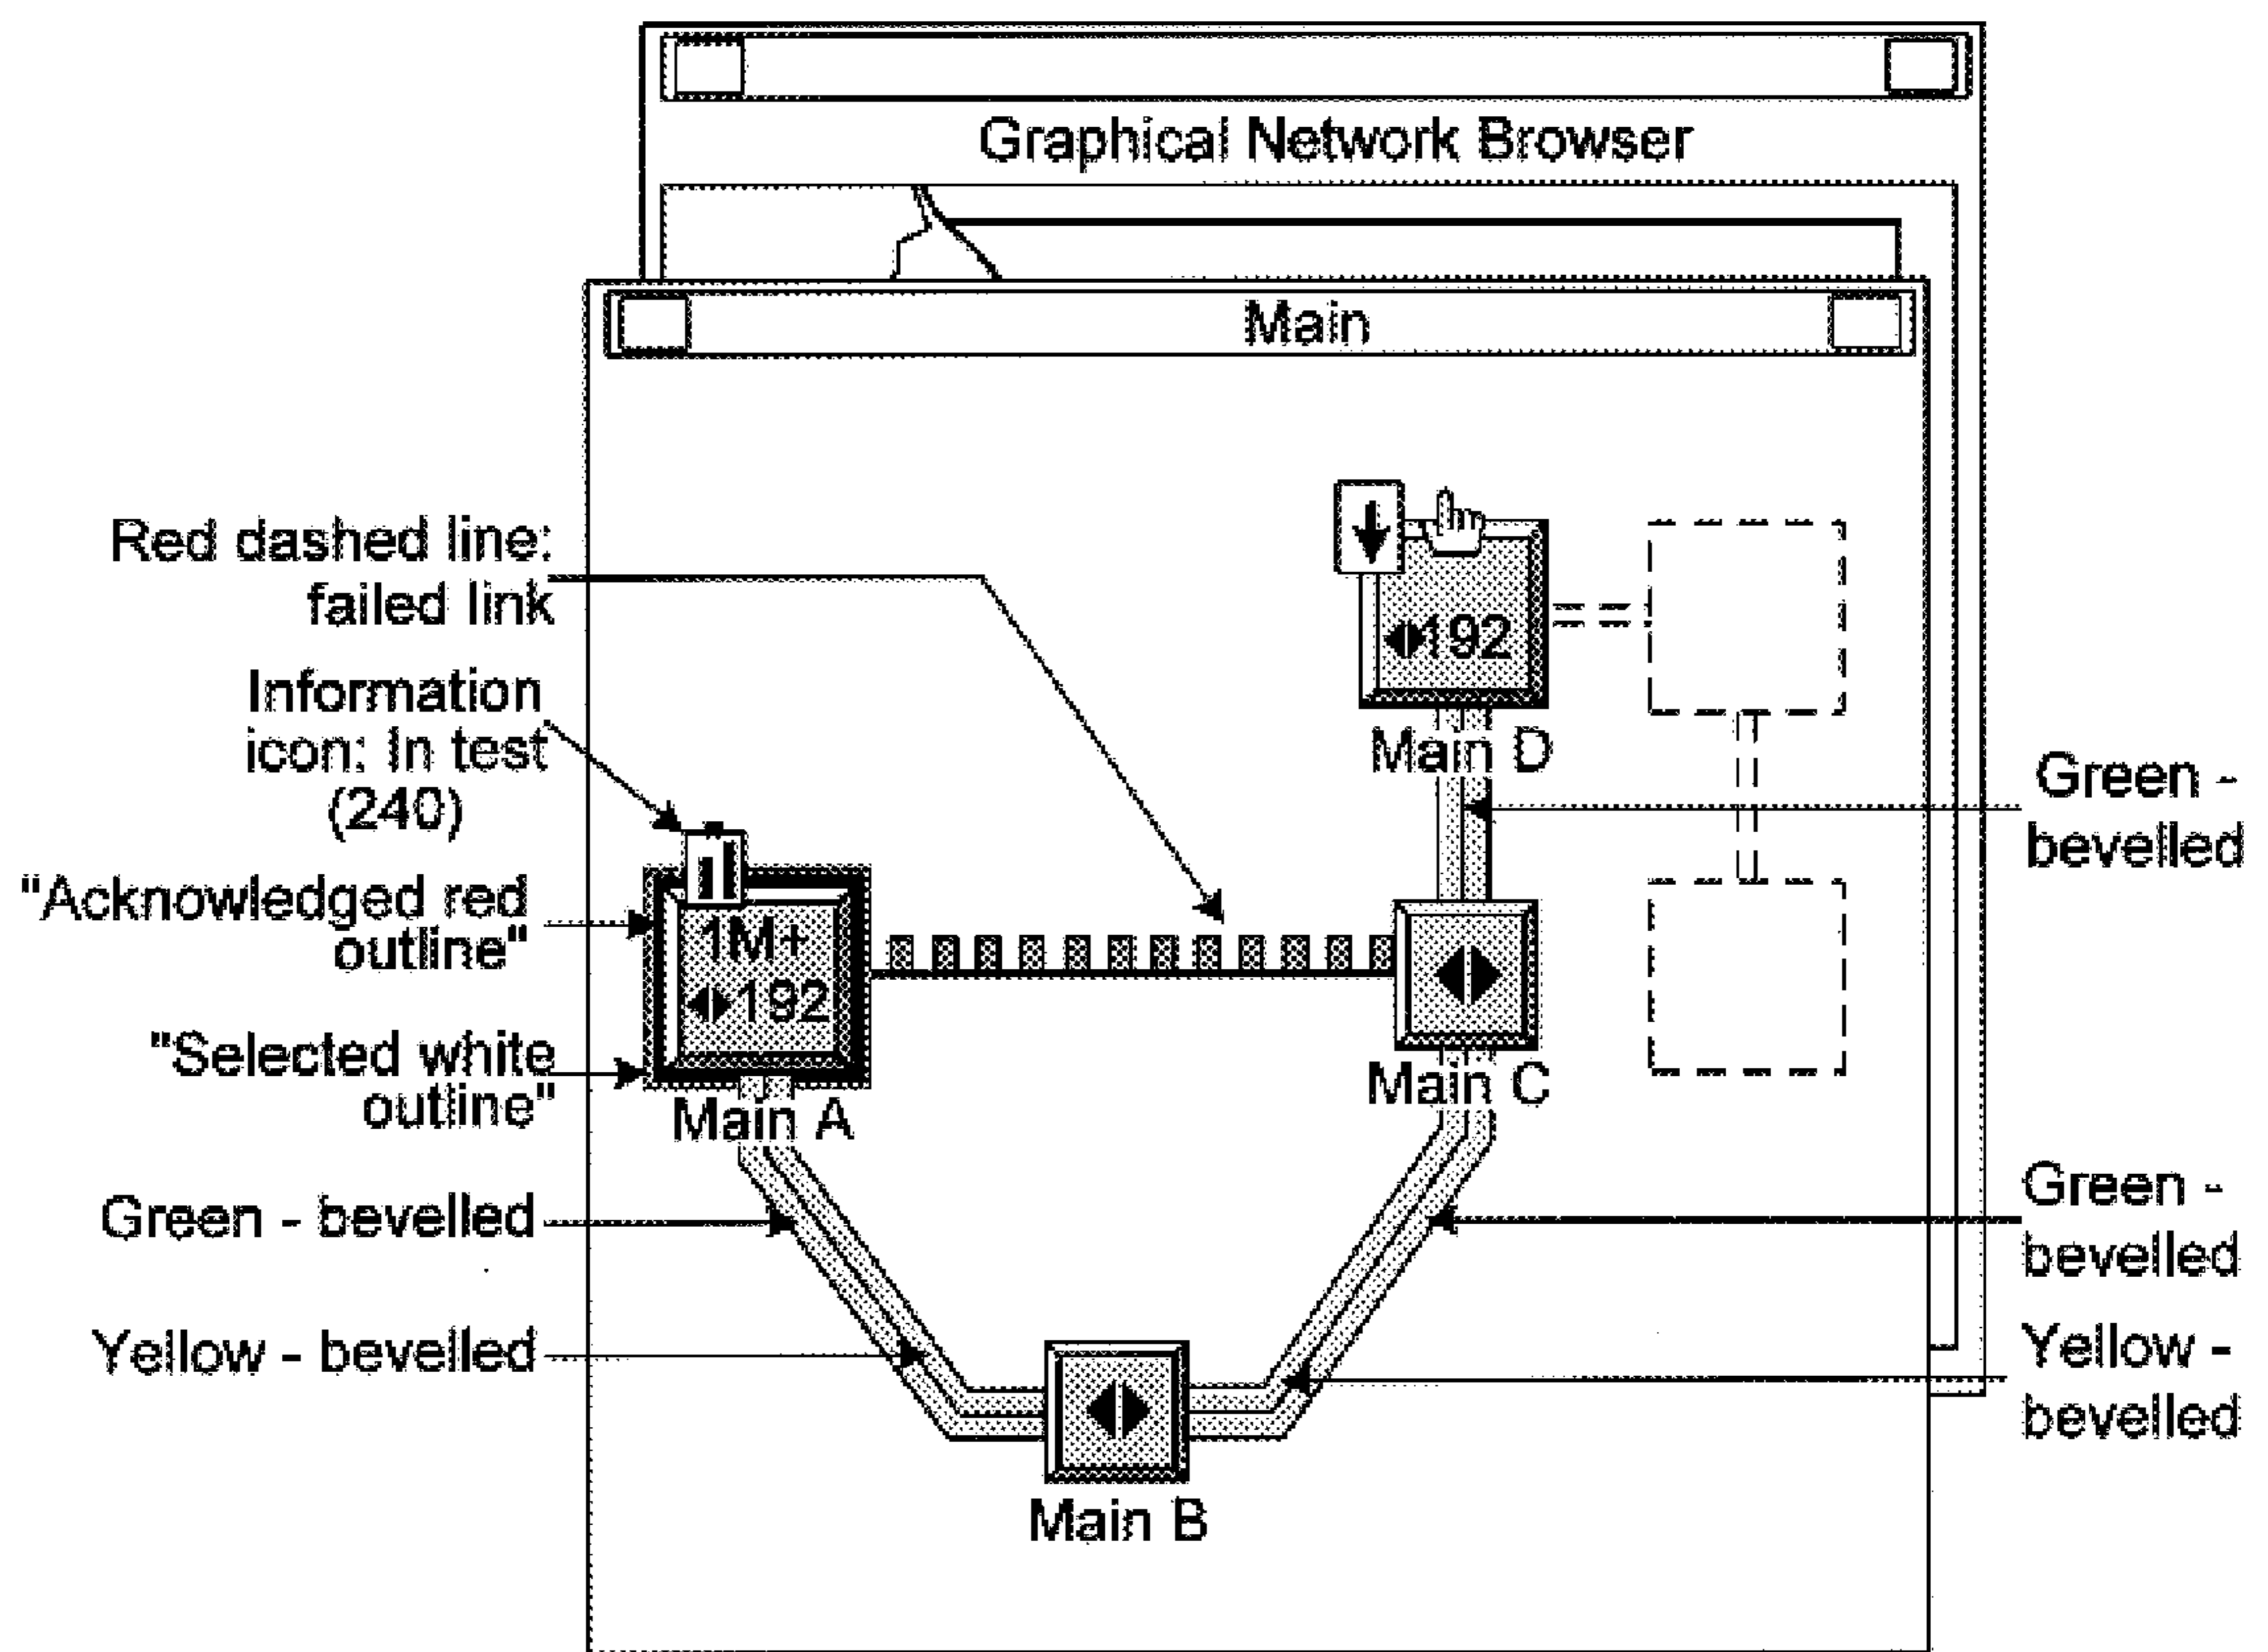 Graphical Network Browser
Main
Red dashed line:
failed link
192
Information
icon: In test
(240)
Main D
Green -
bevelled
"Acknowledged red
outline"
1M+
192
"Selected white
outline"
Main C
Main A
Green - bevelled
Green -
bevelled
Yellow - bevelled
Yellow -
bevelled
Main B